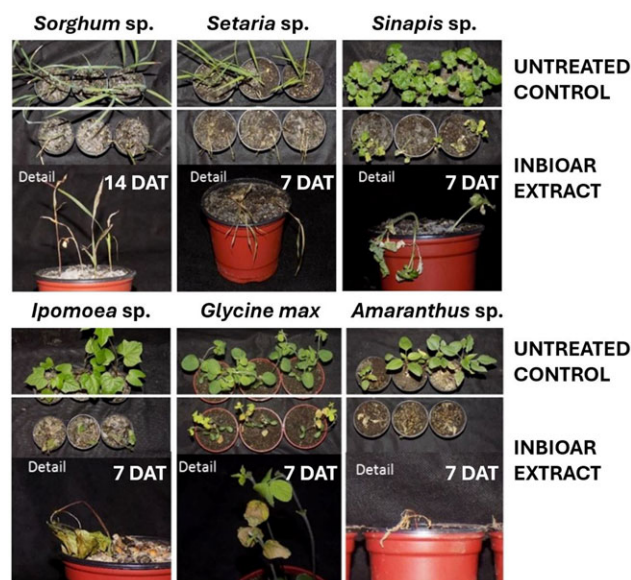 Sorghum sp.
Setaria sp.
Sinapis sp.
UNTREATED
CONTROL
INBIOAR
EXTRACT
Detail
14 DAT
Detail
7 DAT
Detail
7 DAT
Ipomoea sp.
Glycine max
Amaranthus sp.
UNTREATED
CONTROL
INBIOAR
EXTRACT
Detail
7 DAT
Detail
7 DAT
Detail
7 DAT